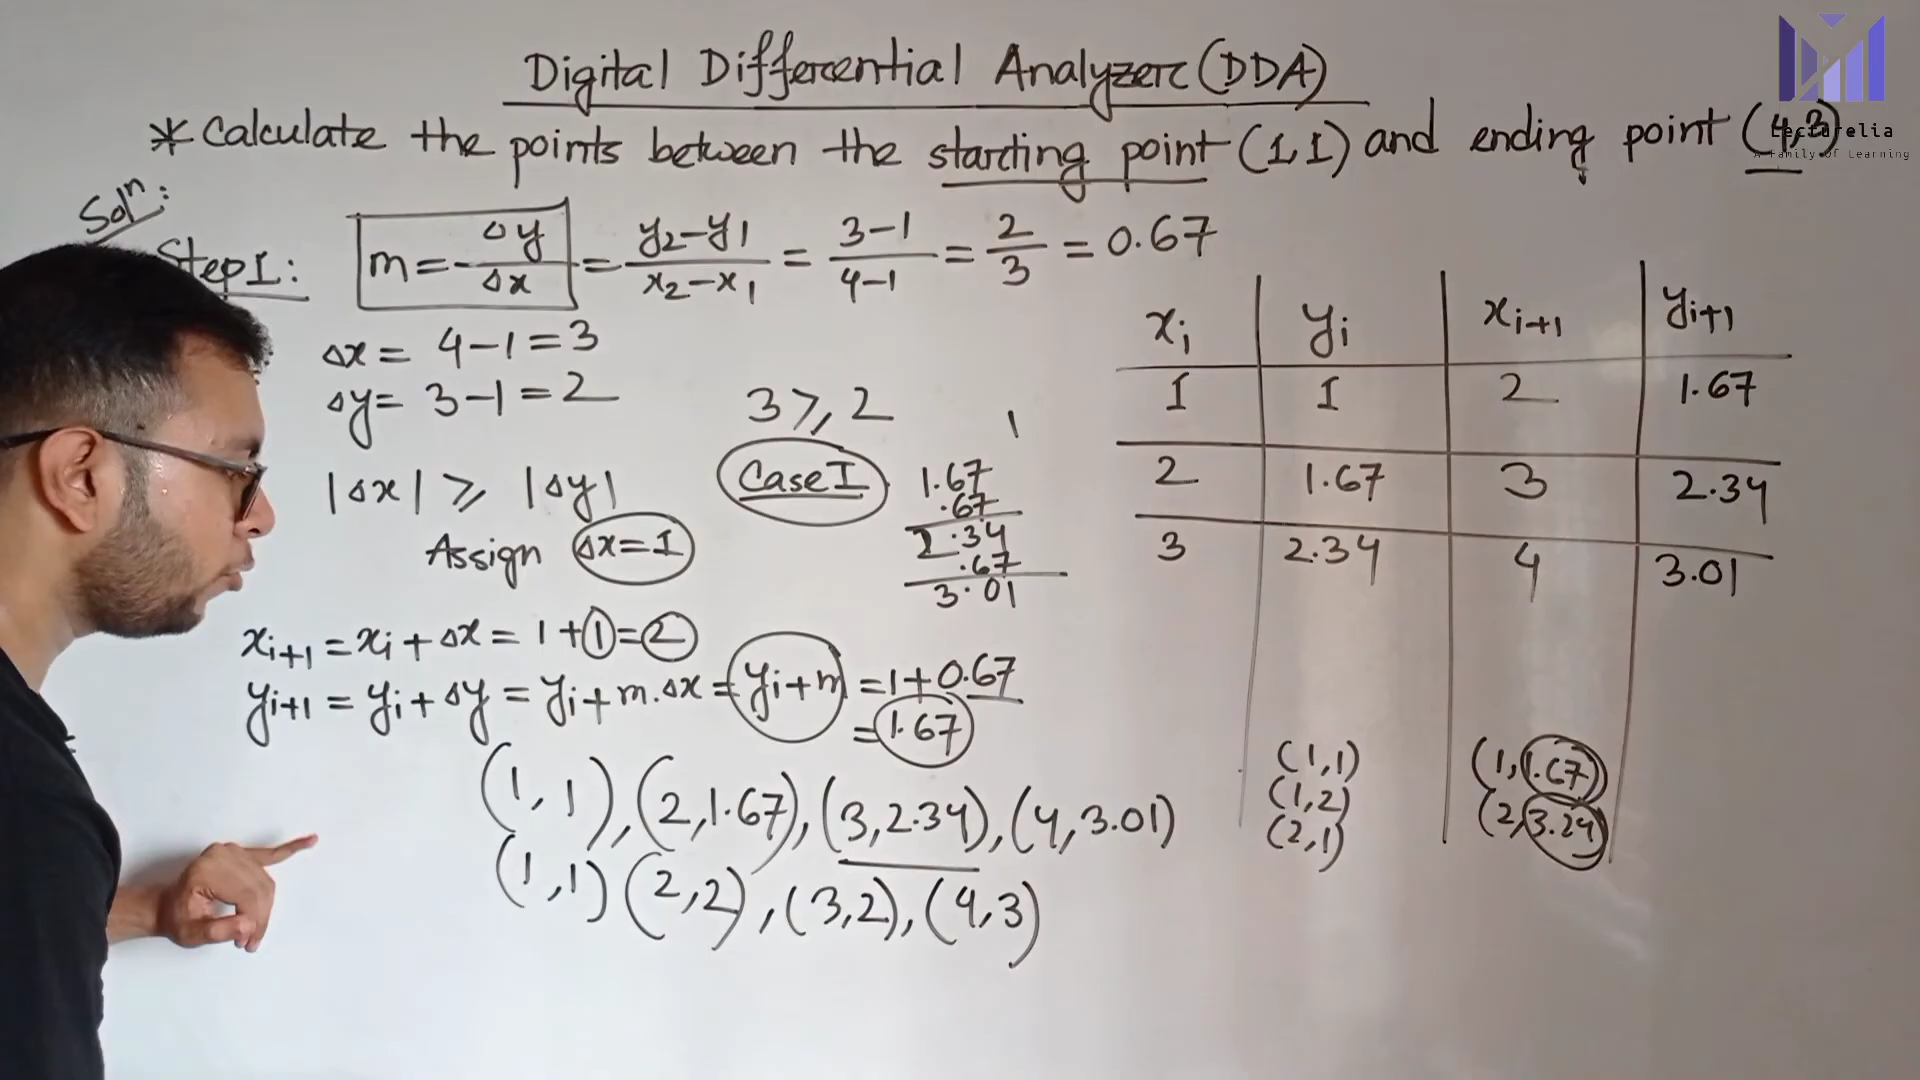 Digital Differential Analyzer (DDA)
* Calculate the points between the starting point (1,1) and ending point (4,3)
Lecturelia
A Family Of Learning
Solⁿ:
Step 1: m = Δy/Δx = y₂-y₁/x₂-x₁ = 3-1/4-1 = 2/3 = 0.67
Δx = 4-1=3
Δy = 3-1=2
|Δx| ≥ |Δy|
Assign Δx=1
3 ≥ 2
Case I
1.67
.67
2.34
.67
3.01
xᵢ₊₁ = xᵢ + Δx = 1+1=2
yᵢ₊₁ = yᵢ + Δy = yᵢ + m.Δx = yᵢ+m = 1+0.67
= 1.67
(1,1), (2,1.67), (3,2.34), (4,3.01)
(1,1) (2,2), (3,2), (4,3)
xᵢ yᵢ xᵢ₊₁ yᵢ₊₁
1 1 2 1.67
2 1.67 3 2.34
3 2.34 4 3.01
(1,1)
(1,2)
(2,1)
(1,1.67)
(2,3.24)